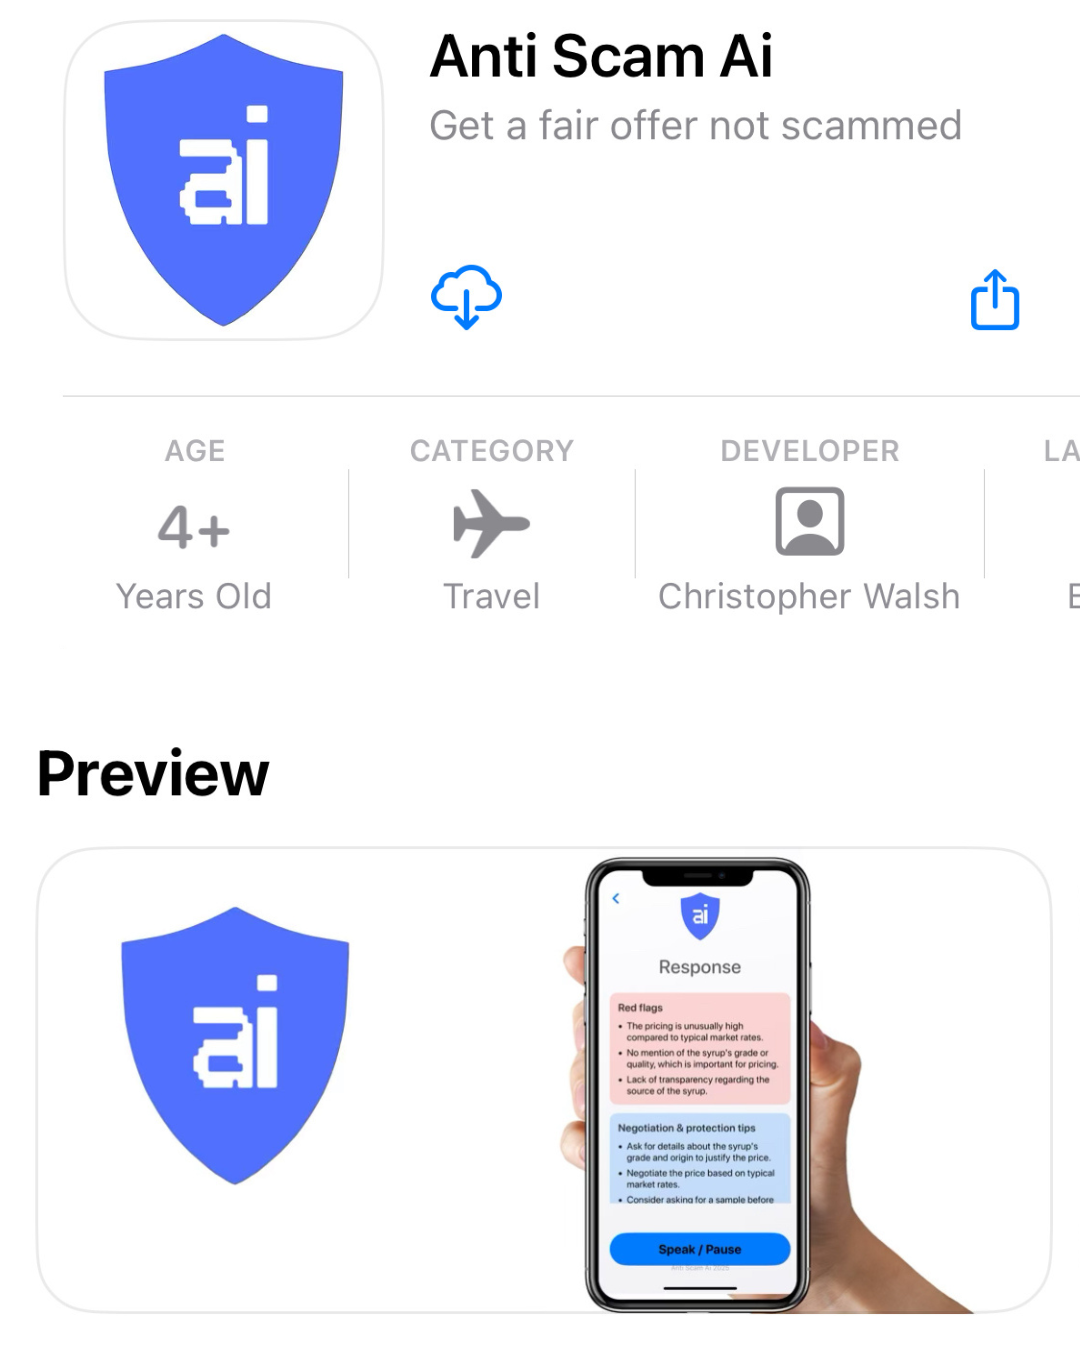 ai
Anti Scam Ai
Get a fair offer not scammed
AGE
4+
Years Old
CATEGORY
Travel
DEVELOPER
Christopher Walsh
LA
E
Preview
ai
ai
Response
Red flags
• The pricing is unusually high
compared to typical market rates.
• No mention of the syrup's grade or
quality, which is important for pricing.
• Lack of transparency regarding the
source of the syrup.
Negotiation & protection tips
• Ask for details about the syrup's
grade and origin to justify the price.
• Negotiate the price based on typical
market rates.
• Consider asking for a sample before
Speak / Pause
Anti Scam Ai 2025